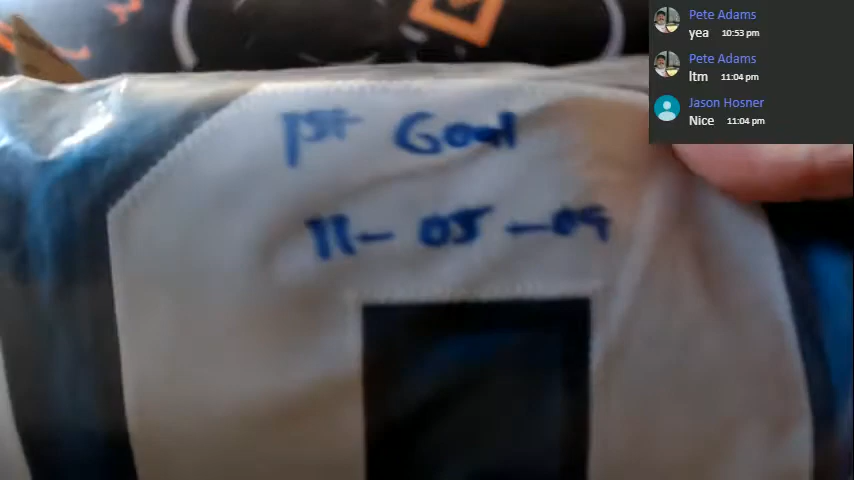 Pete Adams
yea 10:53 pm
Pete Adams
ltm 11:04 pm
Jason Hosner
Nice 11:04 pm
1st Goal
11-05-09